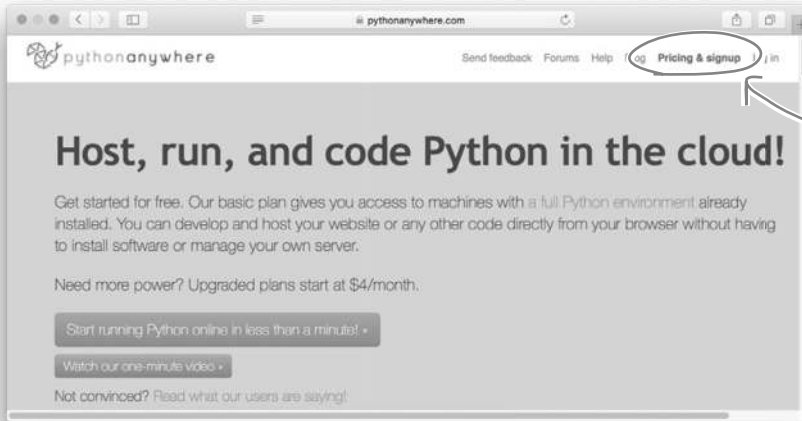 pythonanywhere.com
pythonanywhere
Send feedback Forums Help Pricing & signup in
Host, run, and code Python in the cloud!
Get started for free. Our basic plan gives you access to machines with a full Python environment already
installed. You can develop and host your website or any other code directly from your browser without having
to install software or manage your own server.
Need more power? Upgraded plans start at $4/month.
Start running Python online in less than a minute! »
Watch our one-minute video »
Not convinced? Read what our users are saying!